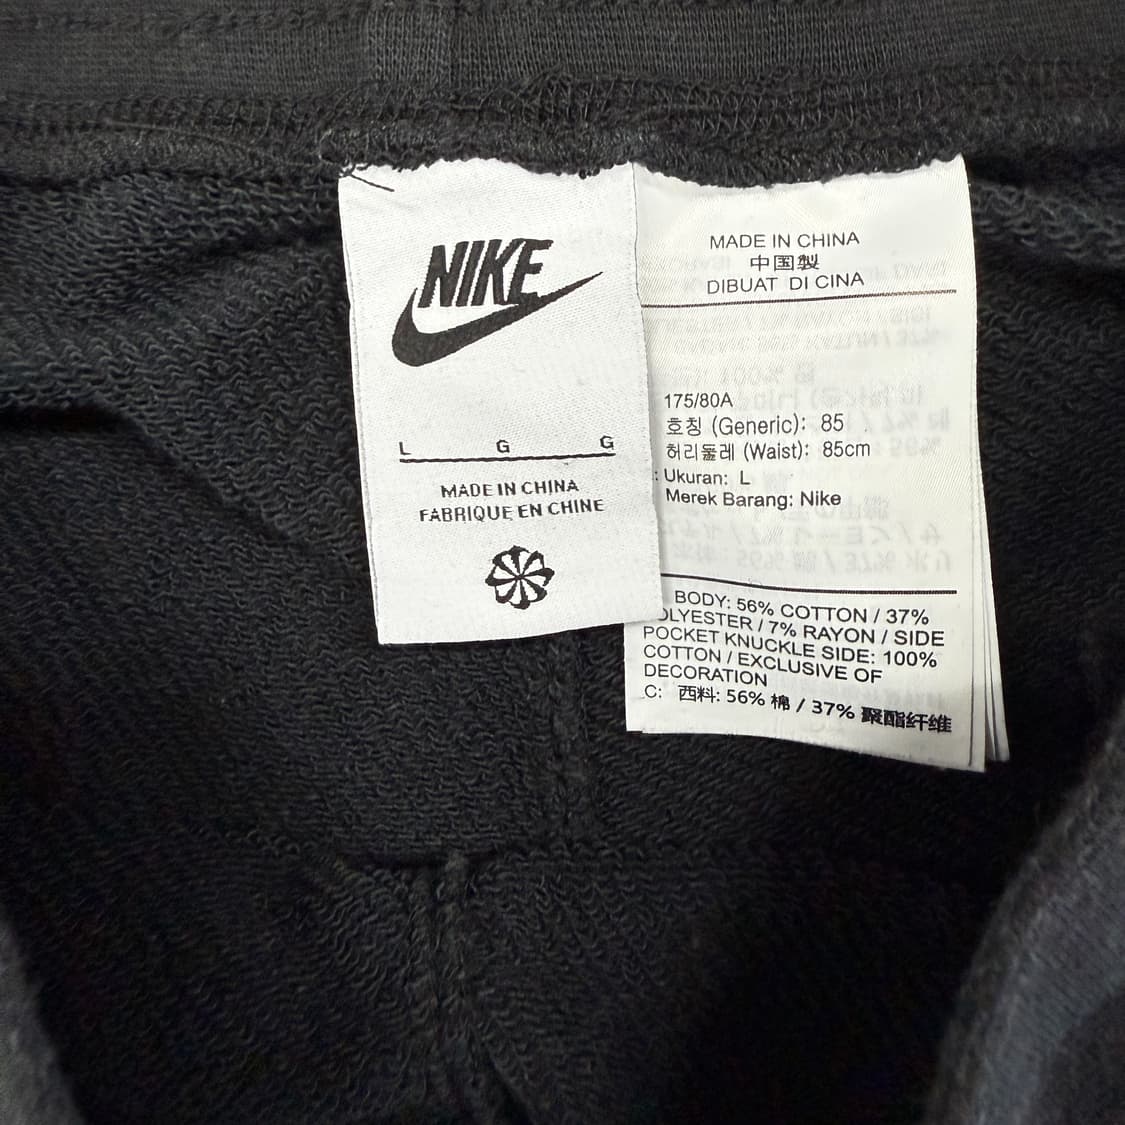 NIKE
L G G
MADE IN CHINA
FABRIQUE EN CHINE
MADE IN CHINA
中国製
DIBUAT DI CINA
175/80A
호칭 (Generic): 85
허리둘레 (Waist): 85cm
: Ukuran: L
Merek Barang: Nike
BODY: 56% COTTON / 37%
OLYESTER / 7% RAYON / SIDE
POCKET KNUCKLE SIDE: 100%
COTTON / EXCLUSIVE OF
DECORATION
C: 西料: 56% 棉 / 37% 聚酯纤维